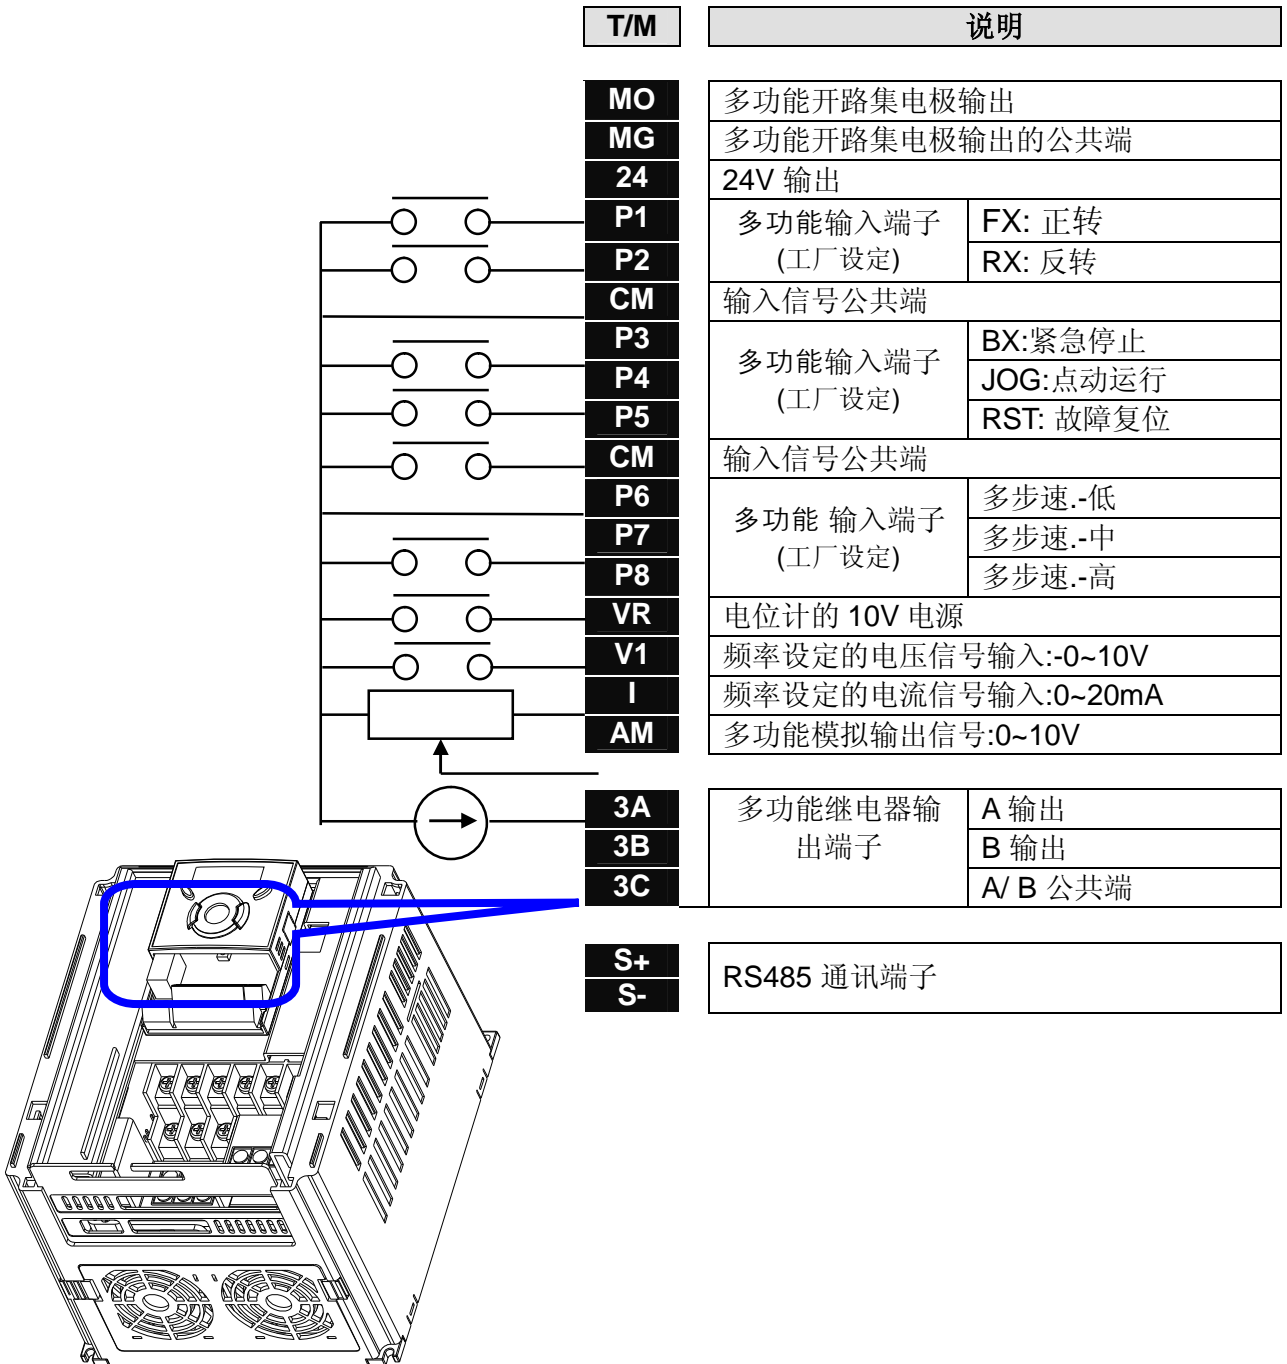 T/M 说明
MO 多功能开路集电极输出
MG 多功能开路集电极输出的公共端
24 24V 输出
P1 多功能输入端子 FX: 正转
P2 (工厂设定) RX: 反转
CM 输入信号公共端
P3 BX:紧急停止
多功能输入端子
P4 JOG:点动运行
(工厂设定)
P5 RST: 故障复位
CM 输入信号公共端
P6 多步速.-低
多功能 输入端子
P7 多步速.-中
(工厂设定)
P8 多步速.-高
VR 电位计的 10V 电源
V1 频率设定的电压信号输入:-0~10V
I 频率设定的电流信号输入:0~20mA
AM 多功能模拟输出信号:0~10V
3A 多功能继电器输 A 输出
3B 出端子 B 输出
3C A/ B 公共端
S+
RS485 通讯端子
S-